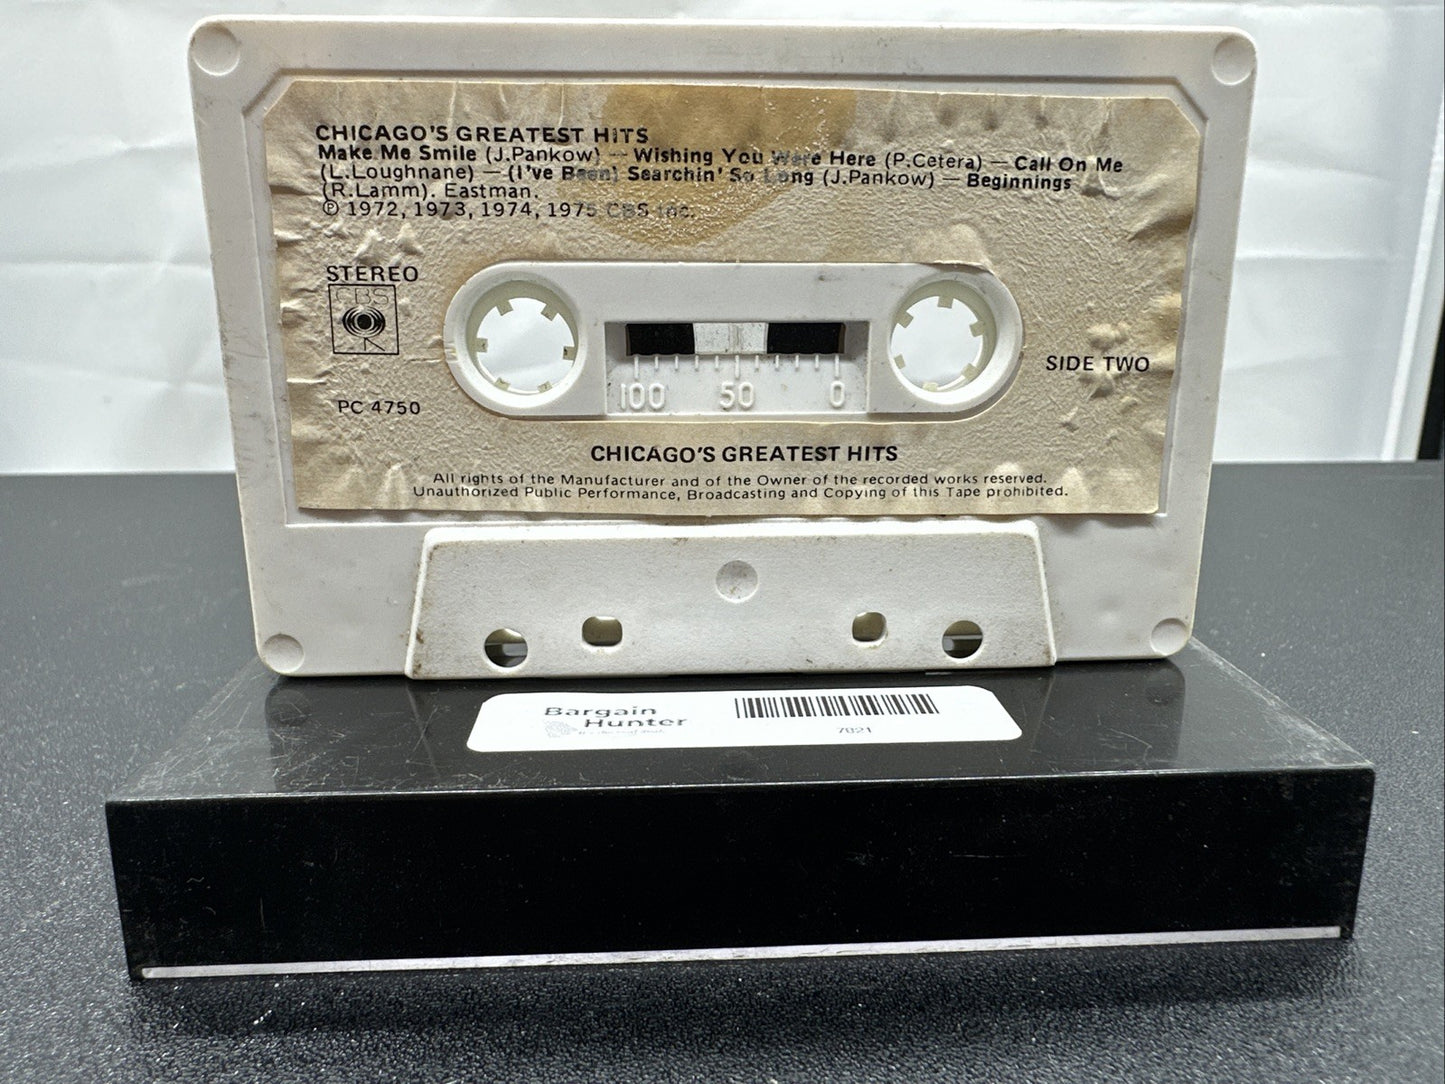 CHICAGO'S GREATEST HITS
Make Me Smile (J.Pankow) — Wishing You Were Here (P.Cetera) — Call On Me
(L.Loughnane) — (I've Been) Searchin' So Long (J.Pankow) — Beginnings
(R.Lamm). Eastman.
℗ 1972, 1973, 1974, 1975 CBS Inc.
STEREO
CBS
SIDE TWO
100 50 0
PC 4750
CHICAGO'S GREATEST HITS
All rights of the Manufacturer and of the Owner of the recorded works reserved.
Unauthorized Public Performance, Broadcasting and Copying of this Tape prohibited.
Bargain
Hunter
7021